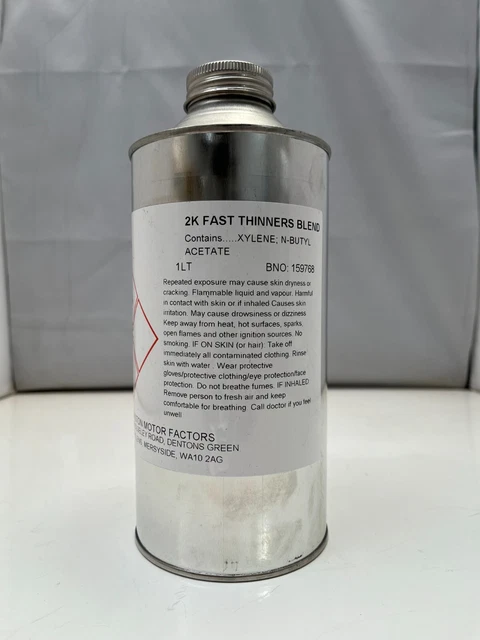 2K FAST THINNERS BLEND
Contains.....XYLENE; N-BUTYL
ACETATE
1LT BNO: 159768
Repeated exposure may cause skin dryness or
cracking. Flammable liquid and vapour. Harmful
in contact with skin or if inhaled Causes skin
irritation. May cause drowsiness or dizziness.
Keep away from heat, hot surfaces, sparks,
open flames and other ignition sources. No
smoking. IF ON SKIN (or hair): Take off
immediately all contaminated clothing. Rinse
skin with water . Wear protective
gloves/protective clothing/eye protection/face
protection. Do not breathe fumes. IF INHALED:
Remove person to fresh air and keep
comfortable for breathing. Call doctor if you feel
unwell
MOTOR FACTORS
ROAD, DENTONS GREEN
MERSYSIDE, WA10 2AG